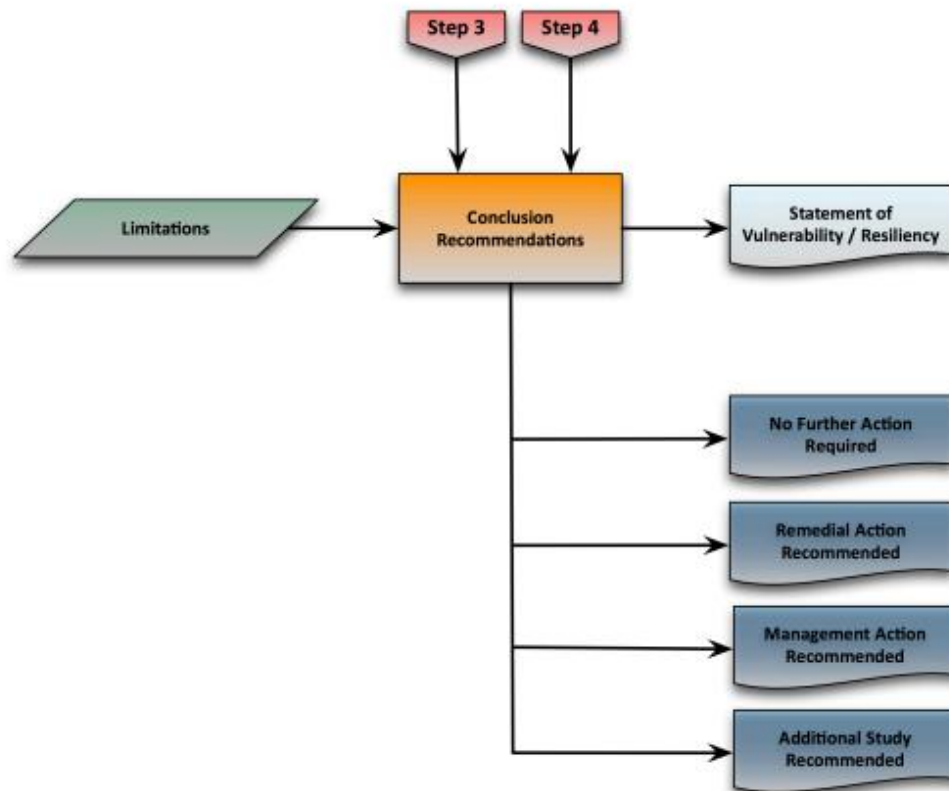 Step 3
Step 4
Limitations
Conclusion
Recommendations
Statement of
Vulnerability / Resiliency
No Further Action
Required
Remedial Action
Recommended
Management Action
Recommended
Additional Study
Recommended